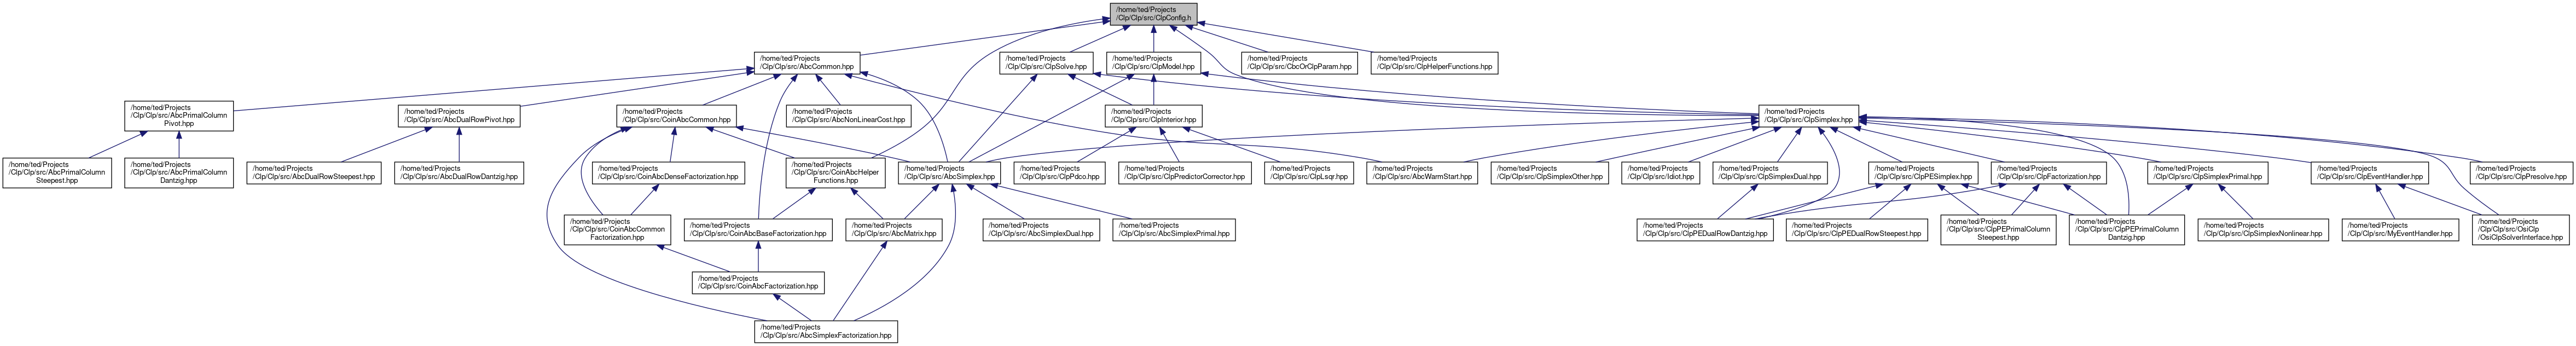 /home/ted/Projects
/Clp/Clp/src/ClpConfig.h
/home/ted/Projects
/Clp/Clp/src/AbcCommon.hpp
/home/ted/Projects
/Clp/Clp/src/ClpSolve.hpp
/home/ted/Projects
/Clp/Clp/src/ClpModel.hpp
/home/ted/Projects
/Clp/Clp/src/CbcOrClpParam.hpp
/home/ted/Projects
/Clp/Clp/src/ClpHelperFunctions.hpp
/home/ted/Projects
/Clp/Clp/src/AbcPrimalColumn
Pivot.hpp
/home/ted/Projects
/Clp/Clp/src/AbcDualRowPivot.hpp
/home/ted/Projects
/Clp/Clp/src/CoinAbcCommon.hpp
/home/ted/Projects
/Clp/Clp/src/AbcNonLinearCost.hpp
/home/ted/Projects
/Clp/Clp/src/ClpInterior.hpp
/home/ted/Projects
/Clp/Clp/src/ClpSimplex.hpp
/home/ted/Projects
/Clp/Clp/src/AbcPrimalColumn
Steepest.hpp
/home/ted/Projects
/Clp/Clp/src/AbcPrimalColumn
Dantzig.hpp
/home/ted/Projects
/Clp/Clp/src/AbcDualRowSteepest.hpp
/home/ted/Projects
/Clp/Clp/src/AbcDualRowDantzig.hpp
/home/ted/Projects
/Clp/Clp/src/CoinAbcDenseFactorization.hpp
/home/ted/Projects
/Clp/Clp/src/CoinAbcHelper
Functions.hpp
/home/ted/Projects
/Clp/Clp/src/AbcSimplex.hpp
/home/ted/Projects
/Clp/Clp/src/ClpPdco.hpp
/home/ted/Projects
/Clp/Clp/src/ClpPredictorCorrector.hpp
/home/ted/Projects
/Clp/Clp/src/ClpLsqr.hpp
/home/ted/Projects
/Clp/Clp/src/AbcWarmStart.hpp
/home/ted/Projects
/Clp/Clp/src/ClpSimplexOther.hpp
/home/ted/Projects
/Clp/Clp/src/Idiot.hpp
/home/ted/Projects
/Clp/Clp/src/ClpSimplexDual.hpp
/home/ted/Projects
/Clp/Clp/src/ClpPESimplex.hpp
/home/ted/Projects
/Clp/Clp/src/ClpFactorization.hpp
/home/ted/Projects
/Clp/Clp/src/ClpSimplexPrimal.hpp
/home/ted/Projects
/Clp/Clp/src/ClpEventHandler.hpp
/home/ted/Projects
/Clp/Clp/src/ClpPresolve.hpp
/home/ted/Projects
/Clp/Clp/src/CoinAbcCommon
Factorization.hpp
/home/ted/Projects
/Clp/Clp/src/CoinAbcBaseFactorization.hpp
/home/ted/Projects
/Clp/Clp/src/AbcMatrix.hpp
/home/ted/Projects
/Clp/Clp/src/AbcSimplexDual.hpp
/home/ted/Projects
/Clp/Clp/src/AbcSimplexPrimal.hpp
/home/ted/Projects
/Clp/Clp/src/ClpPEDualRowDantzig.hpp
/home/ted/Projects
/Clp/Clp/src/ClpPEDualRowSteepest.hpp
/home/ted/Projects
/Clp/Clp/src/ClpPEPrimalColumn
Steepest.hpp
/home/ted/Projects
/Clp/Clp/src/ClpPEPrimalColumn
Dantzig.hpp
/home/ted/Projects
/Clp/Clp/src/ClpSimplexNonlinear.hpp
/home/ted/Projects
/Clp/Clp/src/MyEventHandler.hpp
/home/ted/Projects
/Clp/Clp/src/OsiClp
/OsiClpSolverInterface.hpp
/home/ted/Projects
/Clp/Clp/src/CoinAbcFactorization.hpp
/home/ted/Projects
/Clp/Clp/src/AbcSimplexFactorization.hpp